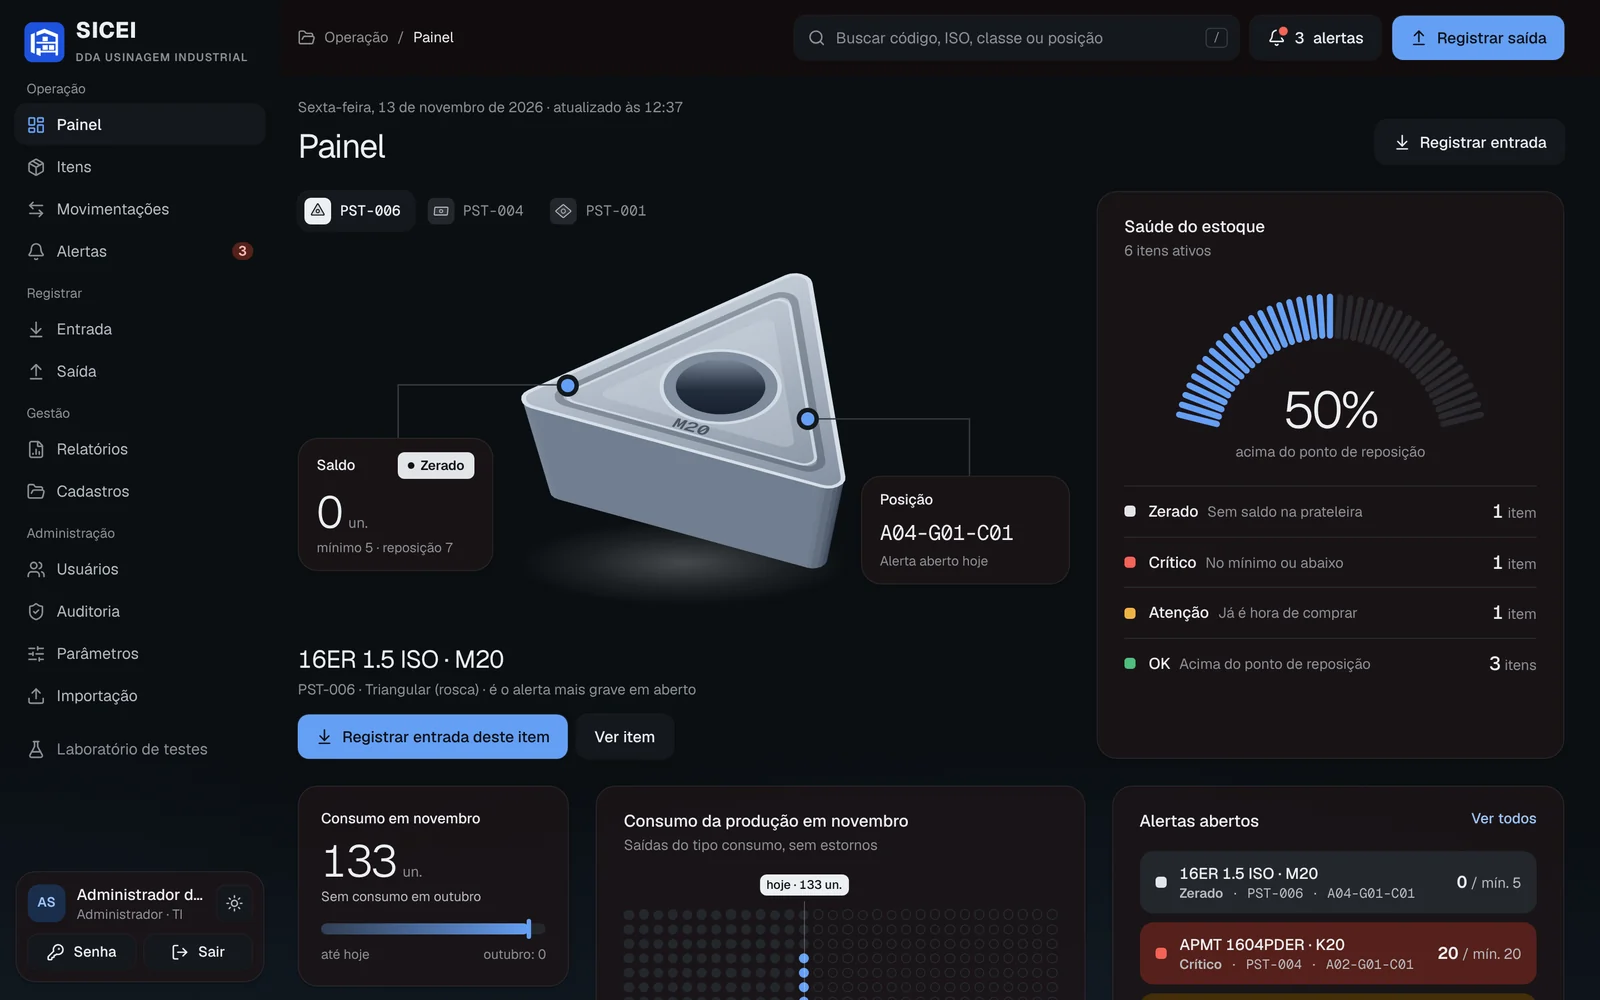 SICEI
DDA USINAGEM INDUSTRIAL
Operação
Painel
Itens
Movimentações
Alertas 3
Registrar
Entrada
Saída
Gestão
Relatórios
Cadastros
Administração
Usuários
Auditoria
Parâmetros
Importação
Laboratório de testes
AS Administrador d...
Administrador · TI
Senha Sair
Operação / Painel
Buscar código, ISO, classe ou posição /
3 alertas
Registrar saída
Sexta-feira, 13 de novembro de 2026 · atualizado às 12:37
Painel
Registrar entrada
PST-006 PST-004 PST-001
M20
Saldo Zerado
0 un.
mínimo 5 · reposição 7
Posição
A04-G01-C01
Alerta aberto hoje
16ER 1.5 ISO · M20
PST-006 · Triangular (rosca) · é o alerta mais grave em aberto
Registrar entrada deste item Ver item
Saúde do estoque
6 itens ativos
50%
acima do ponto de reposição
Zerado Sem saldo na prateleira 1 item
Crítico No mínimo ou abaixo 1 item
Atenção Já é hora de comprar 1 item
OK Acima do ponto de reposição 3 itens
Consumo em novembro
133 un.
Sem consumo em outubro
até hoje outubro: 0
Consumo da produção em novembro
Saídas do tipo consumo, sem estornos
hoje · 133 un.
Alertas abertos Ver todos
16ER 1.5 ISO · M20
Zerado · PST-006 · A04-G01-C01
0 / mín. 5
APMT 1604PDER · K20
Crítico · PST-004 · A02-G01-C01
20 / mín. 20